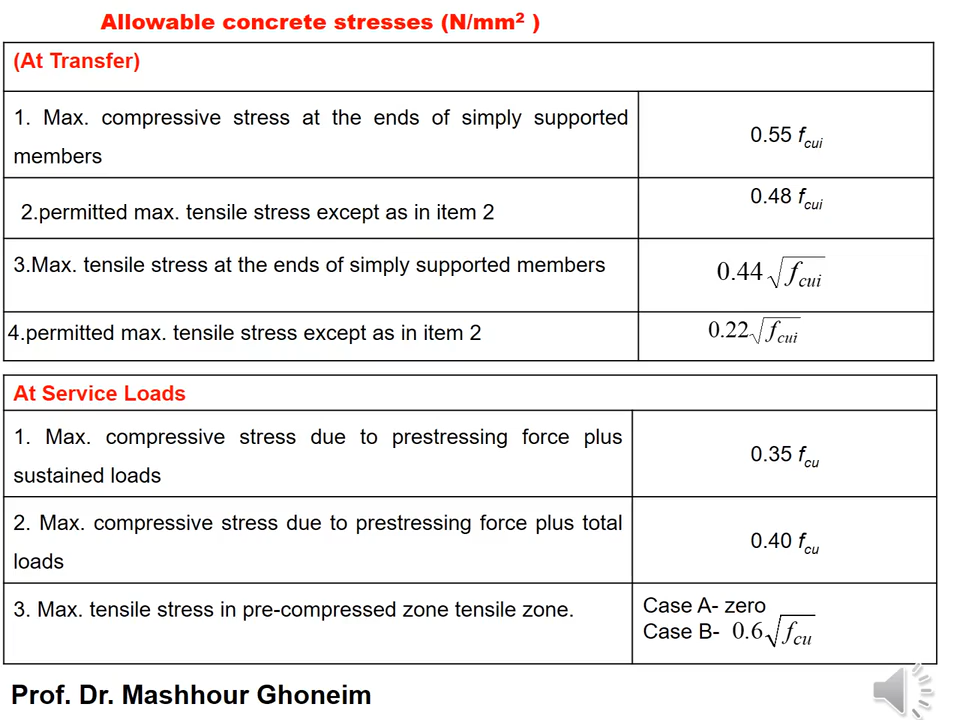 Allowable concrete stresses (N/mm² )
(At Transfer)
1. Max. compressive stress at the ends of simply supported
members
0.55 fcui
2.permitted max. tensile stress except as in item 2
0.48 fcui
3.Max. tensile stress at the ends of simply supported members
0.44√fcui
4.permitted max. tensile stress except as in item 2
0.22√fcui
At Service Loads
1. Max. compressive stress due to prestressing force plus
sustained loads
0.35 fcu
2. Max. compressive stress due to prestressing force plus total
loads
0.40 fcu
3. Max. tensile stress in pre-compressed zone tensile zone.
Case A- zero
Case B- 0.6√fcu
Prof. Dr. Mashhour Ghoneim